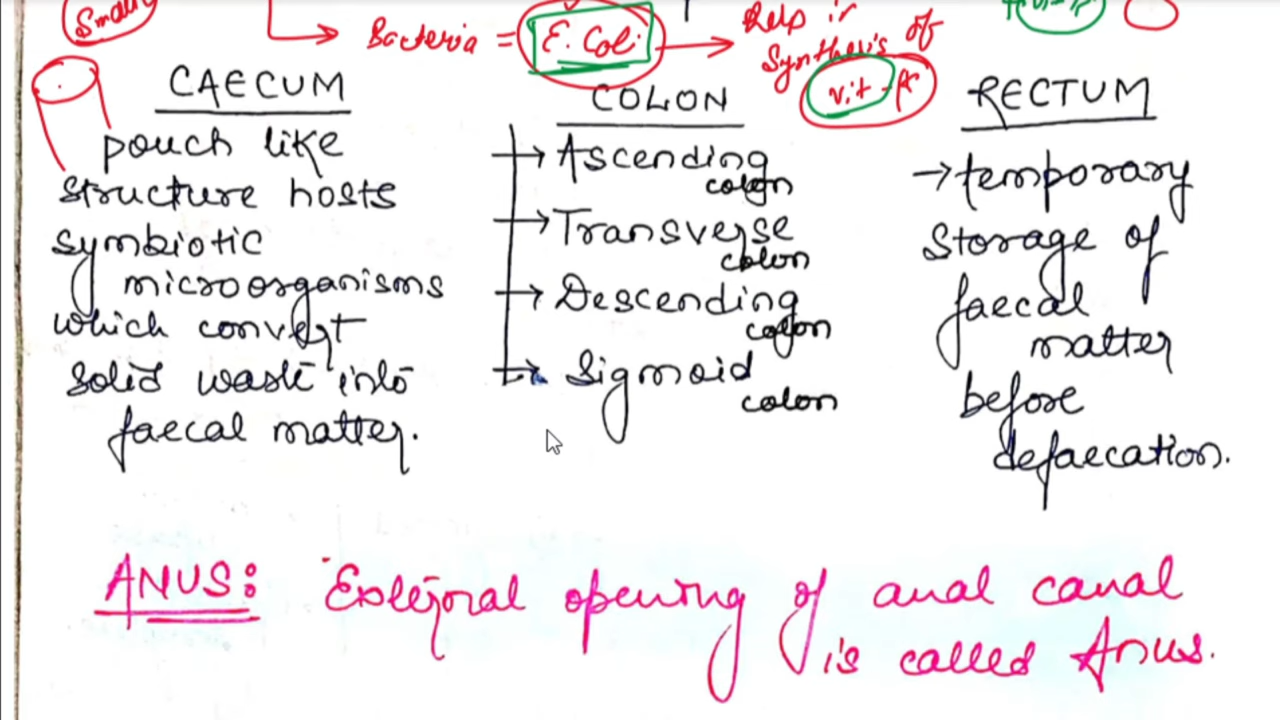 Small
Bacteria = E. Coli
Help in
Synthesis of
vit-K
CAECUM
pouch like
structure hosts
symbiotic
microorganisms
which convert
solid waste into
faecal matter.
COLON
Ascending
colon
Transverse
colon
Descending
colon
Sigmoid
colon
RECTUM
temporary
Storage of
faecal
matter
before
defaecation.
ANUS: External opening of anal canal
is called Anus.